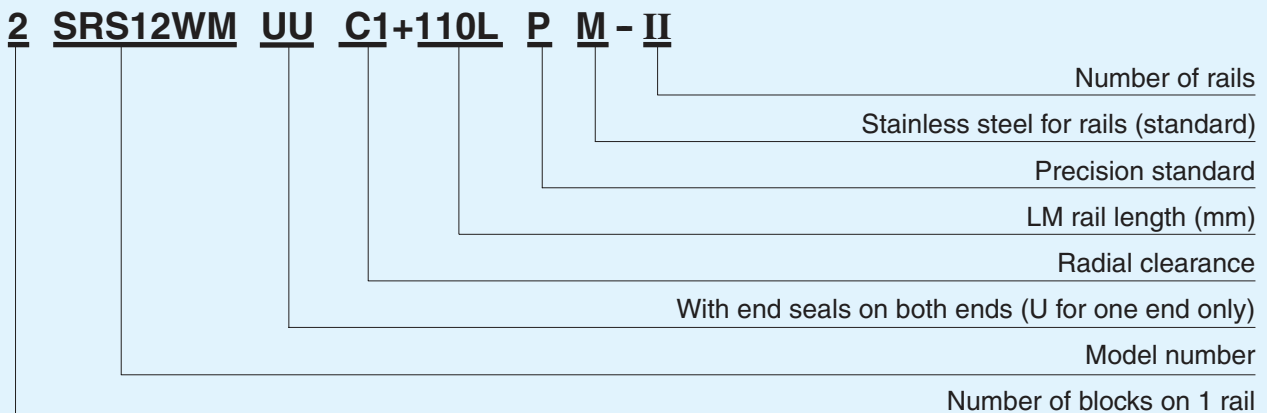 2 SRS12WM UU C1+110L P M - II
Number of rails
Stainless steel for rails (standard)
Precision standard
LM rail length (mm)
Radial clearance
With end seals on both ends (U for one end only)
Model number
Number of blocks on 1 rail